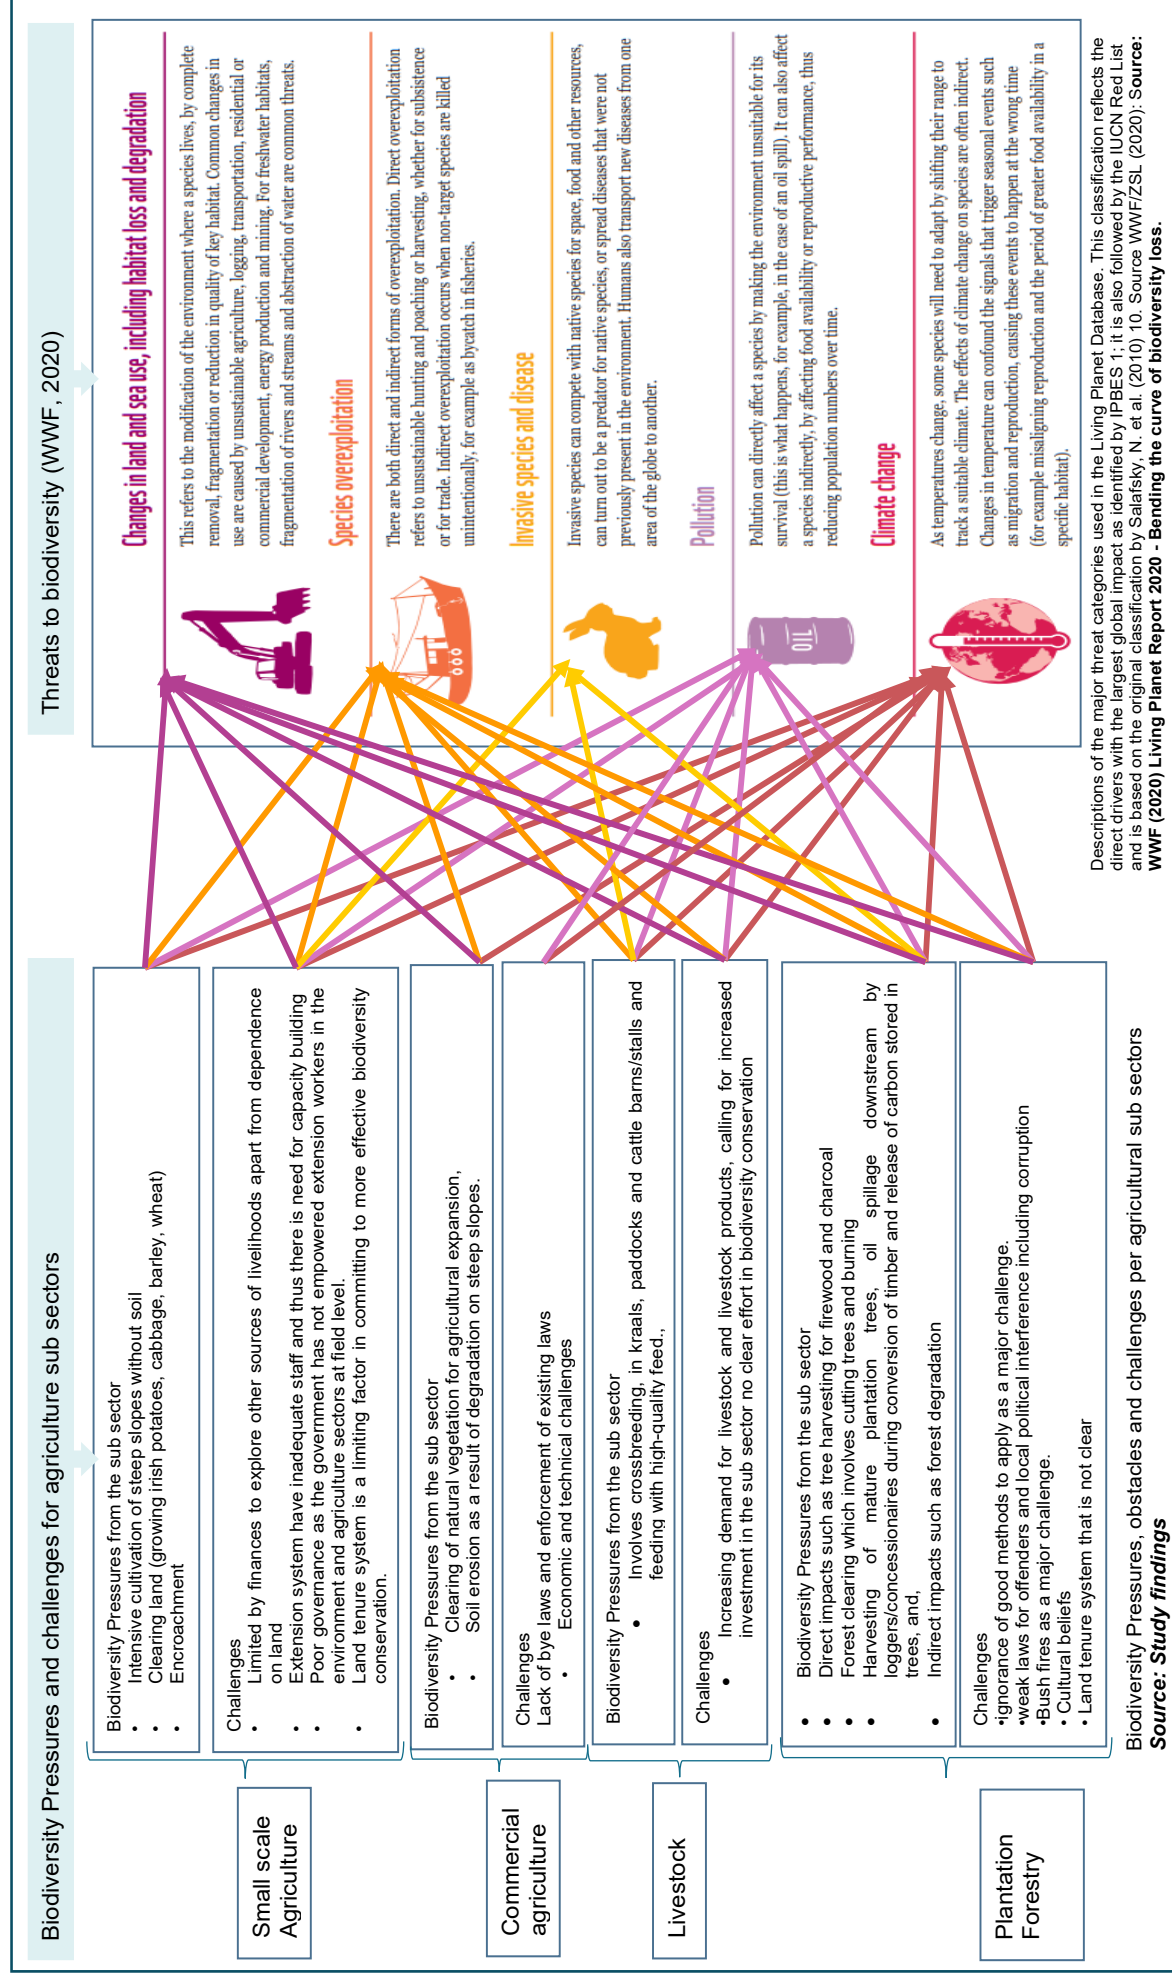 Biodiversity Pressures and challenges for agriculture sub sectors
Threats to biodiversity (WWF, 2020)
Small scale
Agriculture
Biodiversity Pressures from the sub sector
• Intensive cultivation of steep slopes without soil
• Clearing land (growing irish potatoes, cabbage, barley, wheat)
• Encroachment
Challenges
• Limited by finances to explore other sources of livelihoods apart from dependence
on land
• Extension system have inadequate staff and thus there is need for capacity building
• Poor governance as the government has not empowered extension workers in the
environment and agriculture sectors at field level.
• Land tenure system is a limiting factor in committing to more effective biodiversity
conservation.
Commercial
agriculture
Biodiversity Pressures from the sub sector
• Clearing of natural vegetation for agricultural expansion,
• Soil erosion as a result of degradation on steep slopes.
Challenges
Lack of bye laws and enforcement of existing laws
• Economic and technical challenges
Livestock
Biodiversity Pressures from the sub sector
• Involves crossbreeding, in kraals, paddocks and cattle barns/stalls and
feeding with high-quality feed.,
Challenges
• Increasing demand for livestock and livestock products, calling for increased
investment in the sub sector no clear effort in biodiversity conservation
Plantation
Forestry
• Biodiversity Pressures from the sub sector
• Direct impacts such as tree harvesting for firewood and charcoal
• Forest clearing which involves cutting trees and burning
• Harvesting of mature plantation trees, oil spillage downstream by
loggers/concessionaires during conversion of timber and release of carbon stored in
trees, and,
• Indirect impacts such as forest degradation
Challenges
•ignorance of good methods to apply as a major challenge.
•weak laws for offenders and local political interference including corruption
•Bush fires as a major challenge.
• Cultural beliefs
• Land tenure system that is not clear
Biodiversity Pressures, obstacles and challenges per agricultural sub sectors
Source: Study findings
Changes in land and sea use, including habitat loss and degradation
This refers to the modification of the environment where a species lives, by complete
removal, fragmentation or reduction in quality of key habitat. Common changes in
use are caused by unsustainable agriculture, logging, transportation, residential or
commercial development, energy production and mining. For freshwater habitats,
fragmentation of rivers and streams and abstraction of water are common threats.
Species overexploitation
There are both direct and indirect forms of overexploitation. Direct overexploitation
refers to unsustainable hunting and poaching or harvesting, whether for subsistence
or for trade. Indirect overexploitation occurs when non-target species are killed
unintentionally, for example as bycatch in fisheries.
Invasive species and disease
Invasive species can compete with native species for space, food and other resources,
can turn out to be a predator for native species, or spread diseases that were not
previously present in the environment. Humans also transport new diseases from one
area of the globe to another.
Pollution
OIL
Pollution can directly affect a species by making the environment unsuitable for its
survival (this is what happens, for example, in the case of an oil spill). It can also affect
a species indirectly, by affecting food availability or reproductive performance, thus
reducing population numbers over time.
Climate change
As temperatures change, some species will need to adapt by shifting their range to
track a suitable climate. The effects of climate change on species are often indirect.
Changes in temperature can confound the signals that trigger seasonal events such
as migration and reproduction, causing these events to happen at the wrong time
(for example misaligning reproduction and the period of greater food availability in a
specific habitat).
Descriptions of the major threat categories used in the Living Planet Database. This classification reflects the
direct drivers with the largest global impact as identified by IPBES 1; it is also followed by the IUCN Red List
and is based on the original classification by Salafsky, N. et al. (2010) 10. Source WWF/ZSL (2020): Source:
WWF (2020) Living Planet Report 2020 - Bending the curve of biodiversity loss.